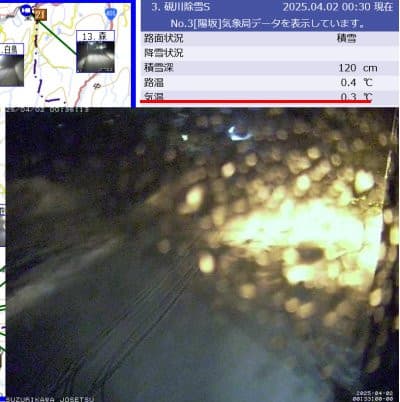 21
白鳥
13. 森
3. 硯川除雪S
2025.04.02 00:30 現在
No.3[陽坂]気象局データを表示しています。
路面状況 積雪
降雪状況
積雪深 120 cm
路温 0.4 ℃
気温 0.3 ℃
SUZURIKAWA JOSETSU
2025-04-02